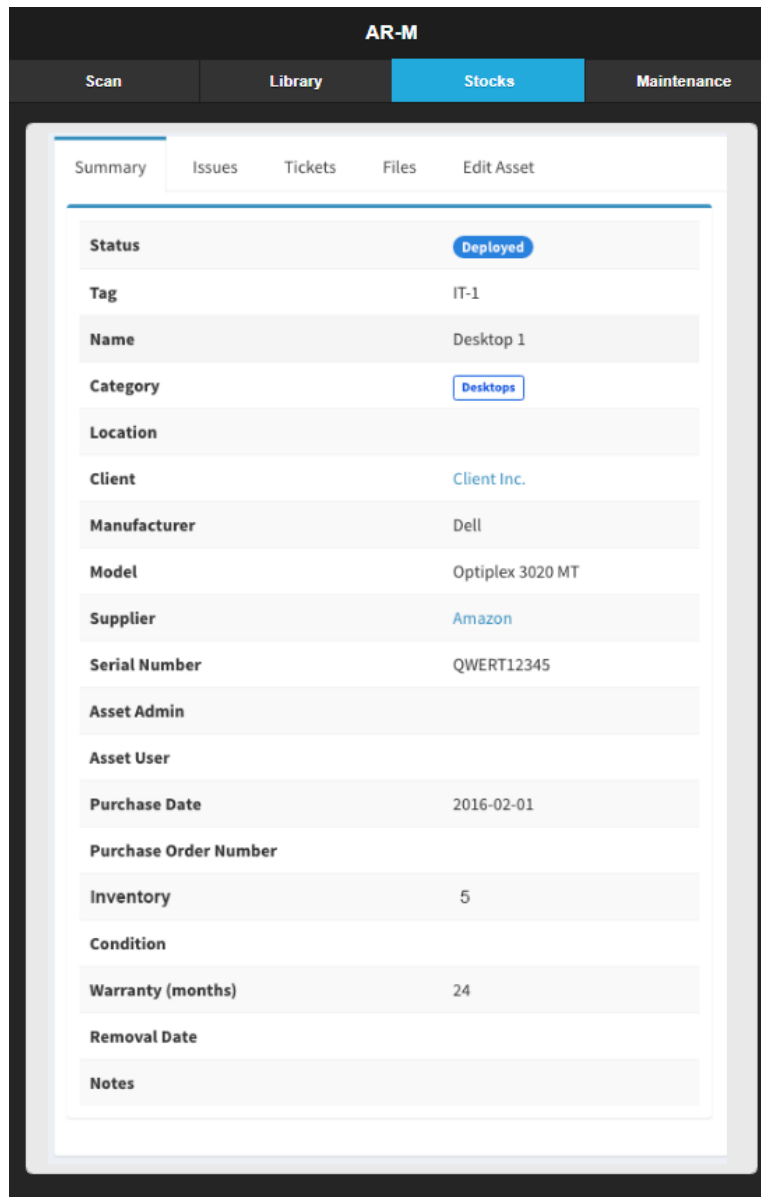 AR-M
Scan Library Stocks Maintenance
Summary Issues Tickets Files Edit Asset
Status Deployed
Tag IT-1
Name Desktop 1
Category Desktops
Location
Client Client Inc.
Manufacturer Dell
Model Optiplex 3020 MT
Supplier Amazon
Serial Number QWERT12345
Asset Admin
Asset User
Purchase Date 2016-02-01
Purchase Order Number
Inventory 5
Condition
Warranty (months) 24
Removal Date
Notes